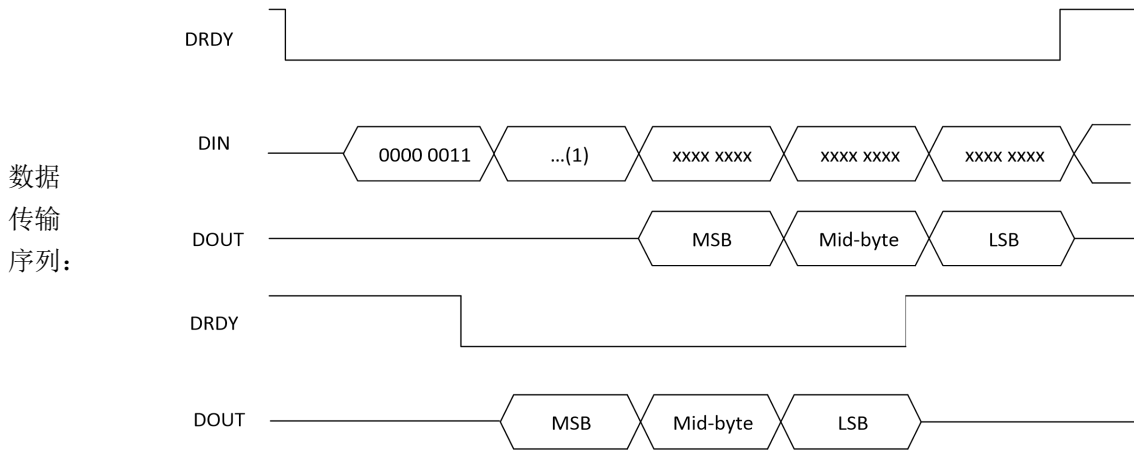 DRDY
DIN 0000 0011 ...(1) xxxx xxxx xxxx xxxx xxxx xxxx
数据
传输
序列：
DOUT MSB Mid-byte LSB
DRDY
DOUT MSB Mid-byte LSB